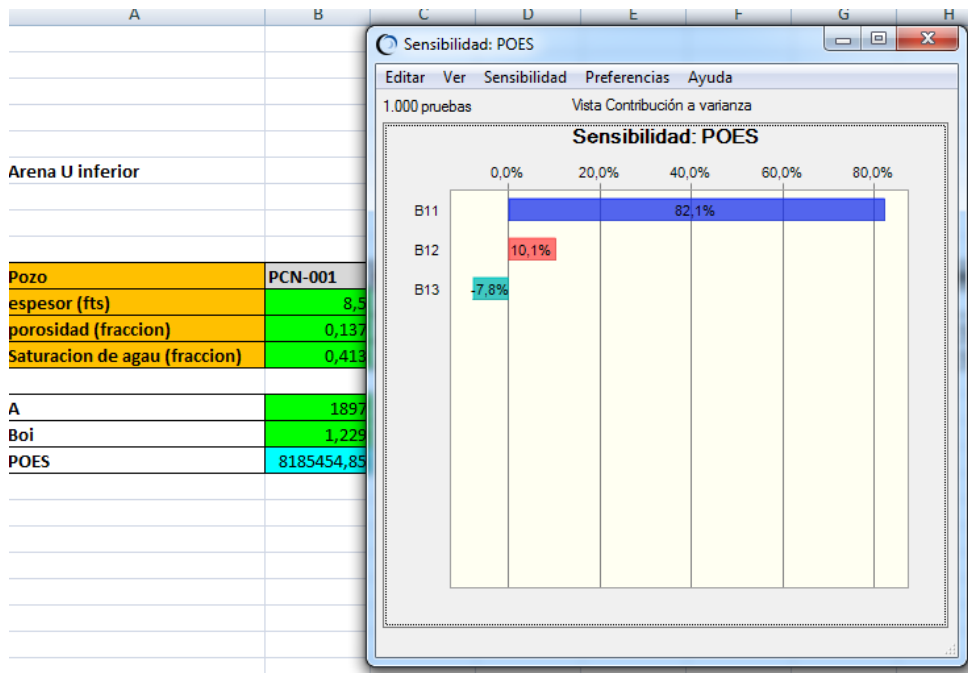 A B C D E F G H
Arena U inferior
Pozo PCN-001
espesor (fts) 8,5
porosidad (fraccion) 0,137
Saturacion de agau (fraccion) 0,413
A 1897
Boi 1,229
POES 8185454,85
Sensibilidad: POES
Editar Ver Sensibilidad Preferencias Ayuda
1.000 pruebas Vista Contribución a varianza
Sensibilidad: POES
0,0% 20,0% 40,0% 60,0% 80,0%
B11 82,1%
B12 10,1%
B13 -7,8%